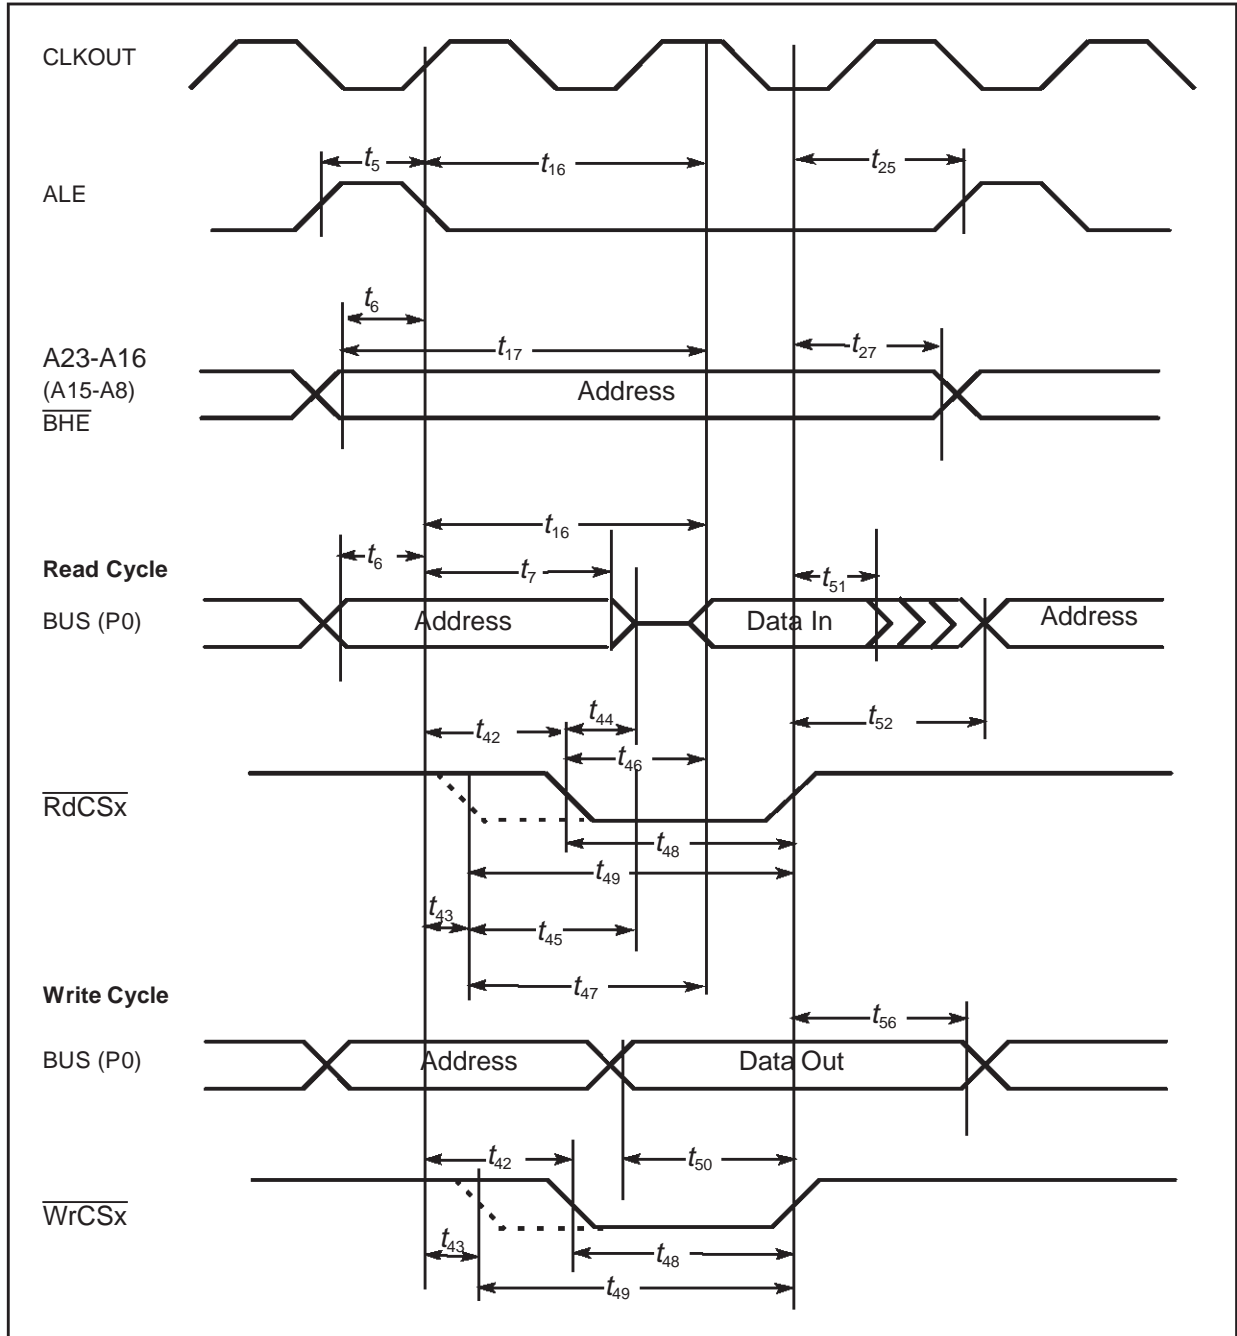 CLKOUT
t5 t16 t25
ALE
t6
A23-A16 t17 t27
(A15-A8) Address
BHE
t16
Read Cycle t6 t7 t51
BUS (P0) Address Data In Address
t44
t42 t52
t46
RdCSx
t48
t49
t43 t45
t47
Write Cycle
t56
BUS (P0) Address Data Out
t42 t50
WrCSx
t43 t48
t49